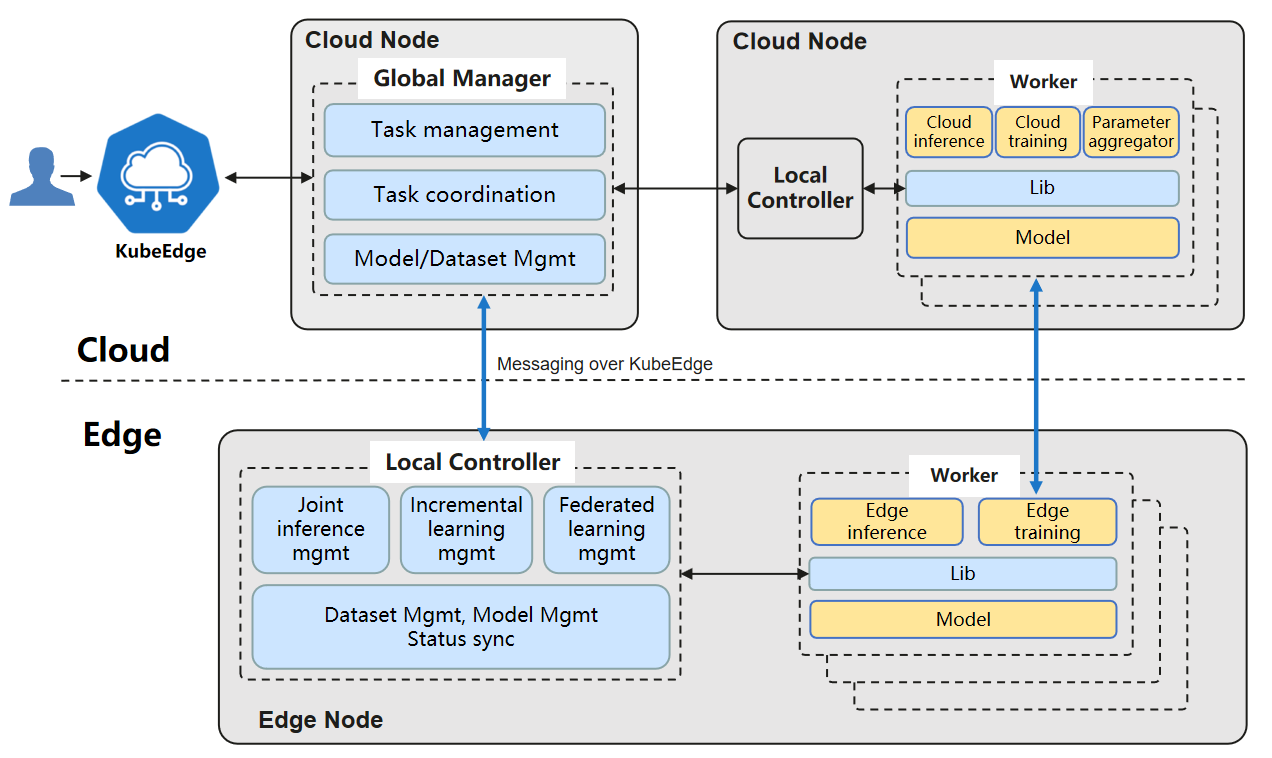 Cloud Node
Global Manager
Task management
Task coordination
Model/Dataset Mgmt
KubeEdge
Cloud Node
Worker
Cloud
inference
Cloud
training
Parameter
aggregator
Local
Controller
Lib
Model
Cloud
Messaging over KubeEdge
Edge
Local Controller
Joint
inference
mgmt
Incremental
learning
mgmt
Federated
learning
mgmt
Dataset Mgmt, Model Mgmt
Status sync
Worker
Edge
inference
Edge
training
Lib
Model
Edge Node